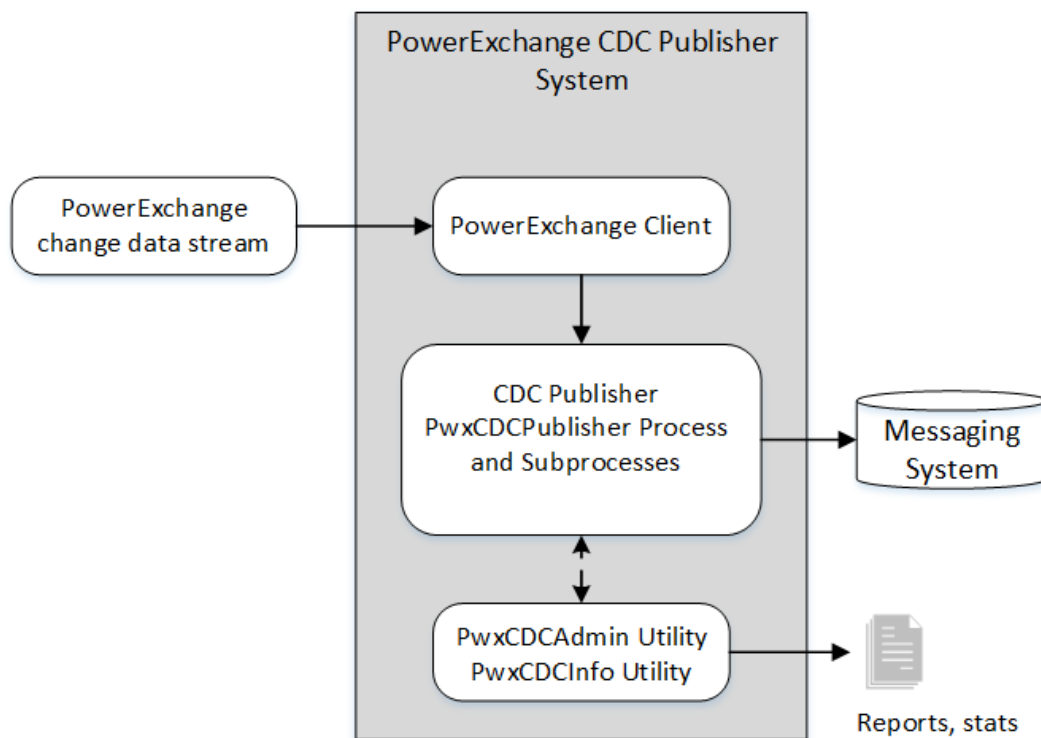 PowerExchange CDC Publisher
System
PowerExchange
change data stream
PowerExchange Client
CDC Publisher
PwxCDCPublisher Process
and Subprocesses
Messaging
System
PwxCDCAdmin Utility
PwxCDCInfo Utility
Reports, stats